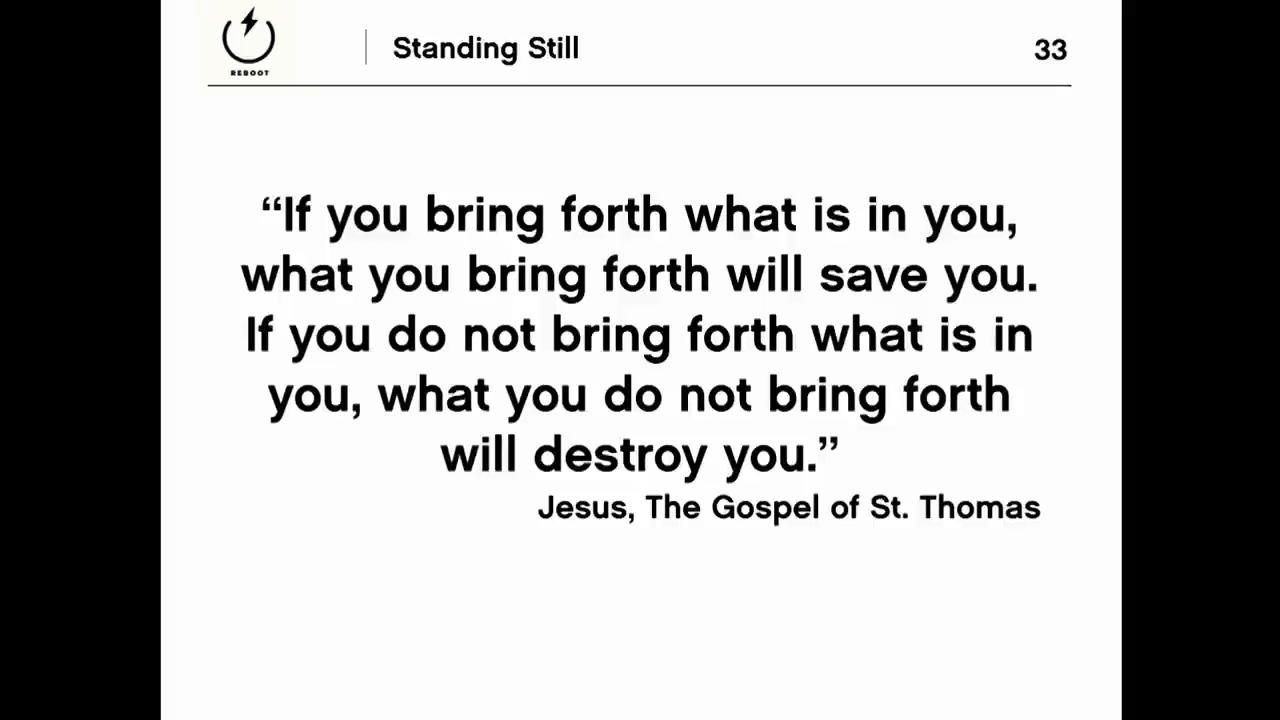 REBOOT
Standing Still
33
“If you bring forth what is in you,
what you bring forth will save you.
If you do not bring forth what is in
you, what you do not bring forth
will destroy you.”
Jesus, The Gospel of St. Thomas